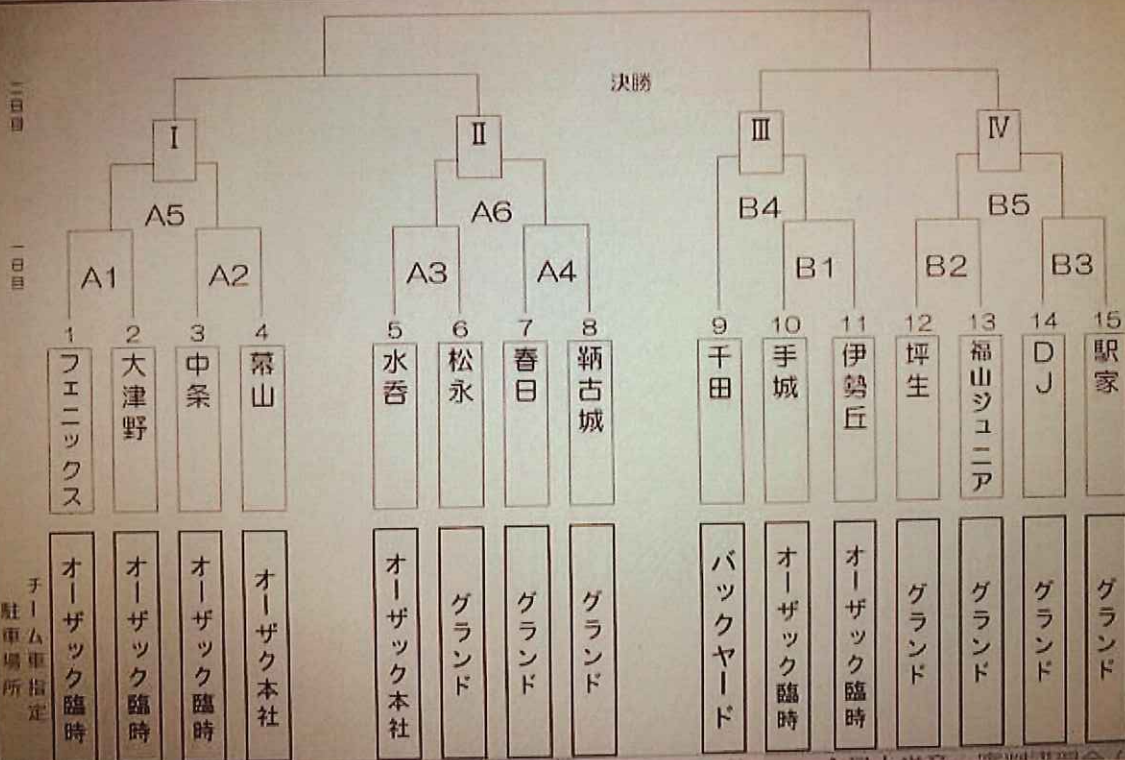 決勝
二日目
I
II
III
IV
A5
A6
B4
B5
一日目
A1
A2
A3
A4
B1
B2
B3
1
2
3
4
5
6
7
8
9
10
11
12
13
14
15
フェニックス
大津野
中条
幕山
水呑
松永
春日
鞆古城
千田
手城
伊勢丘
坪生
福山ジュニア
DJ
駅家
チーム車指定
駐車場所
オーザック臨時
オーザック臨時
オーザック臨時
オーザク本社
オーザック本社
グランド
グランド
グランド
バックヤード
オーザック臨時
オーザック臨時
グランド
グランド
グランド
グランド